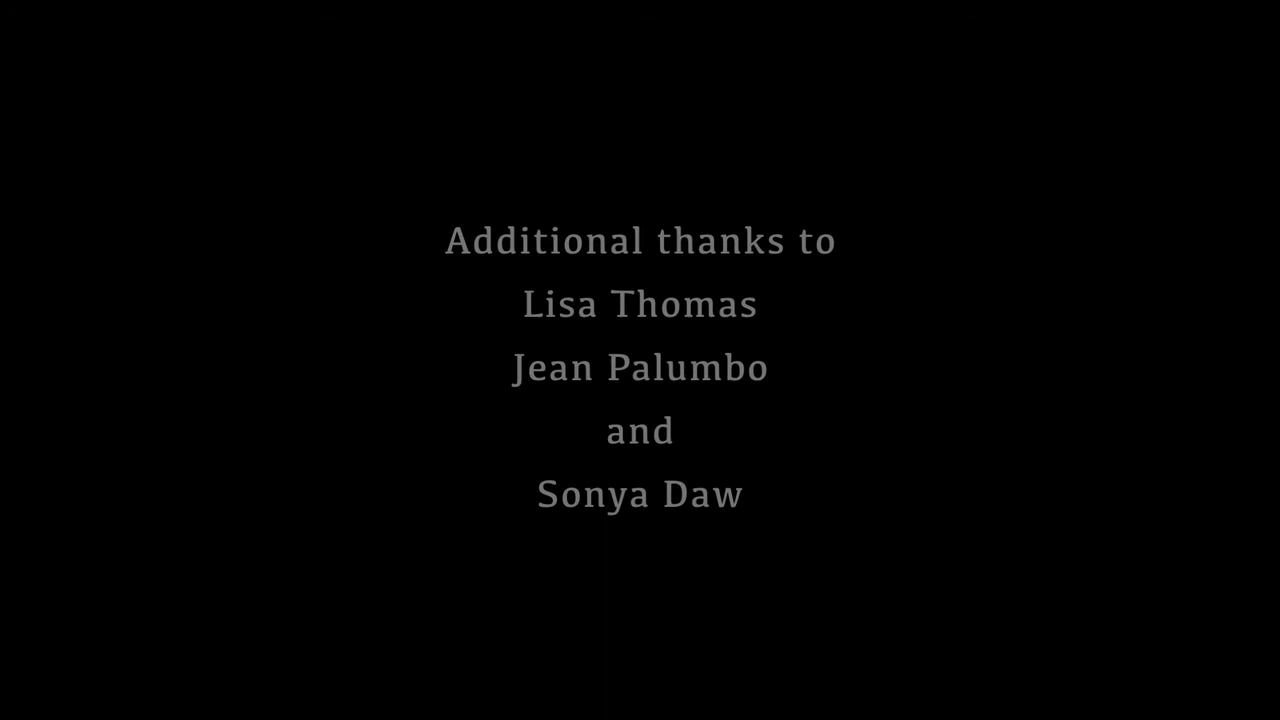 Additional thanks to
Lisa Thomas
Jean Palumbo
and
Sonya Daw